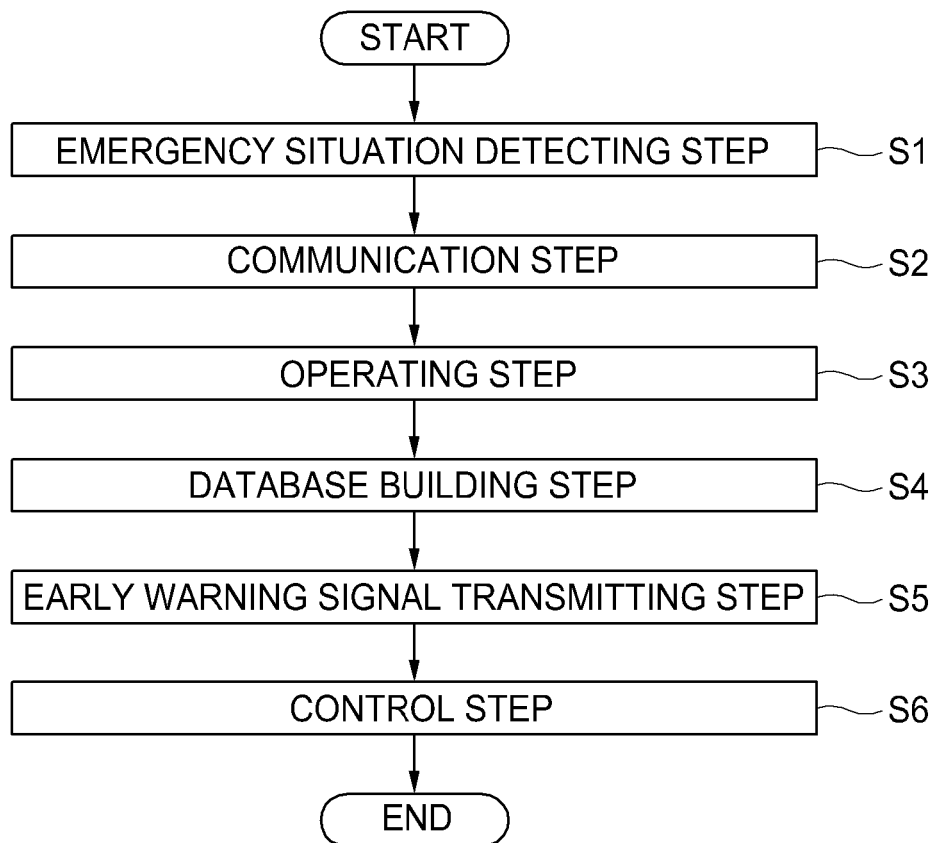 START
EMERGENCY SITUATION DETECTING STEP S1
COMMUNICATION STEP S2
OPERATING STEP S3
DATABASE BUILDING STEP S4
EARLY WARNING SIGNAL TRANSMITTING STEP S5
CONTROL STEP S6
END